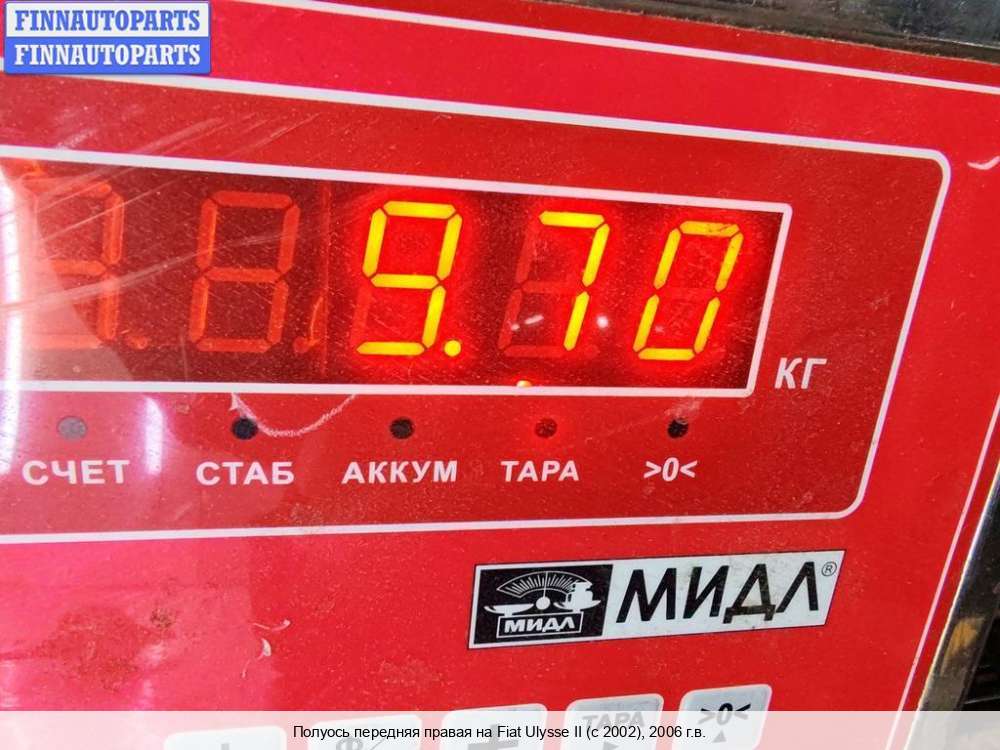 FINNAUTOPARTS
FINNAUTOPARTS
9.70
КГ
СЧЕТ СТАБ АККУМ ТАРА >0<
МИДЛ МИДЛ®
ТАРА >0<
Полуось передняя правая на Fiat Ulysse II (с 2002), 2006 г.в.